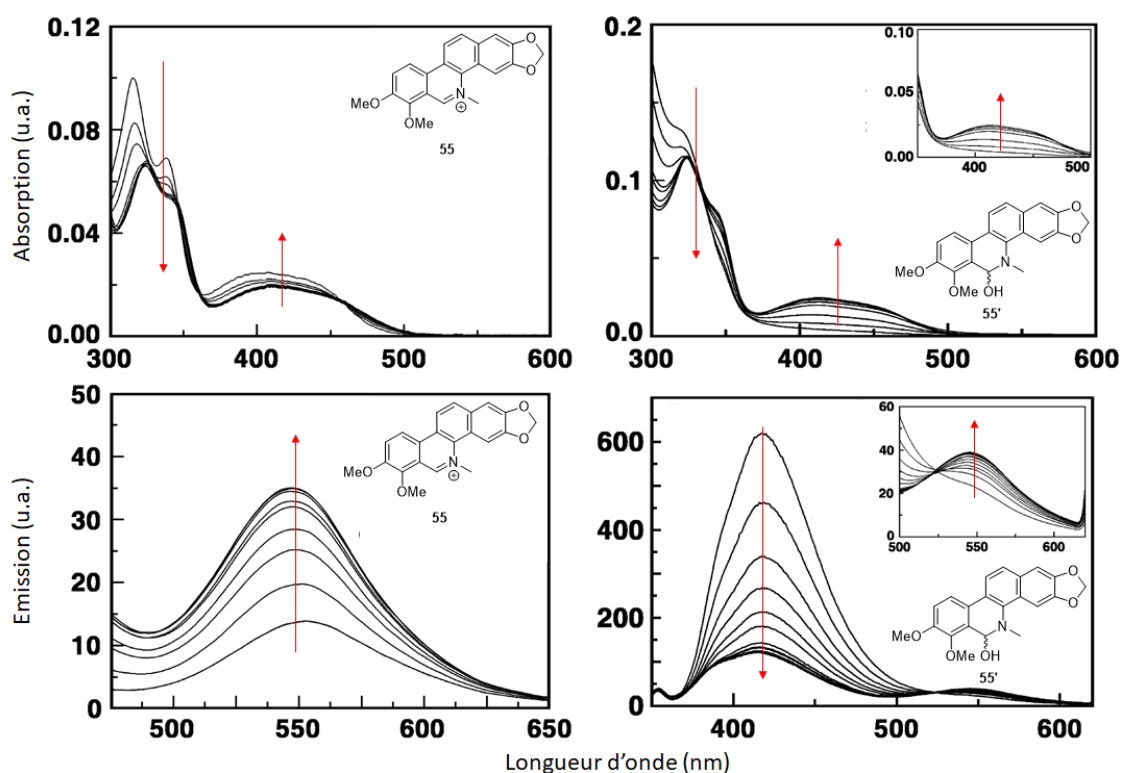 Absorption (u.a.)
0.12
0.08
0.04
0.00
300
400
500
600
MeO
OMe
N
+
O
O
55
0.2
0.1
0.0
300
400
500
600
0.10
0.05
0.00
400
500
MeO
OMe
OH
N
O
O
55'
Emission (u.a.)
50
40
30
20
10
0
500
550
600
650
MeO
OMe
N
+
O
O
55
600
400
200
0
400
500
600
60
40
20
0
500
550
600
MeO
OMe
OH
N
O
O
55'
Longueur d'onde (nm)